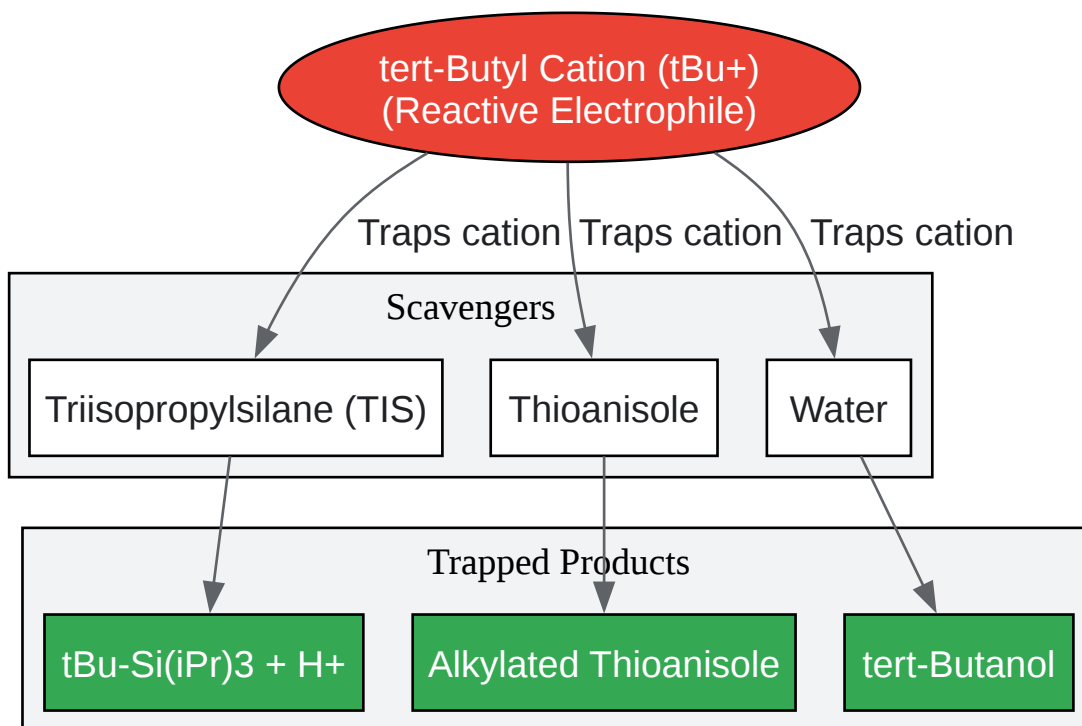 tert-Butyl Cation (tBu+)
(Reactive Electrophile)
Traps cation
Traps cation
Traps cation
Scavengers
Triisopropylsilane (TIS)
Thioanisole
Water
Trapped Products
tBu-Si(iPr)3 + H+
Alkylated Thioanisole
tert-Butanol